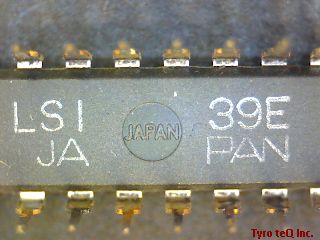 LSI JAPAN 39E
JA PAN
Tyro teQ Inc.